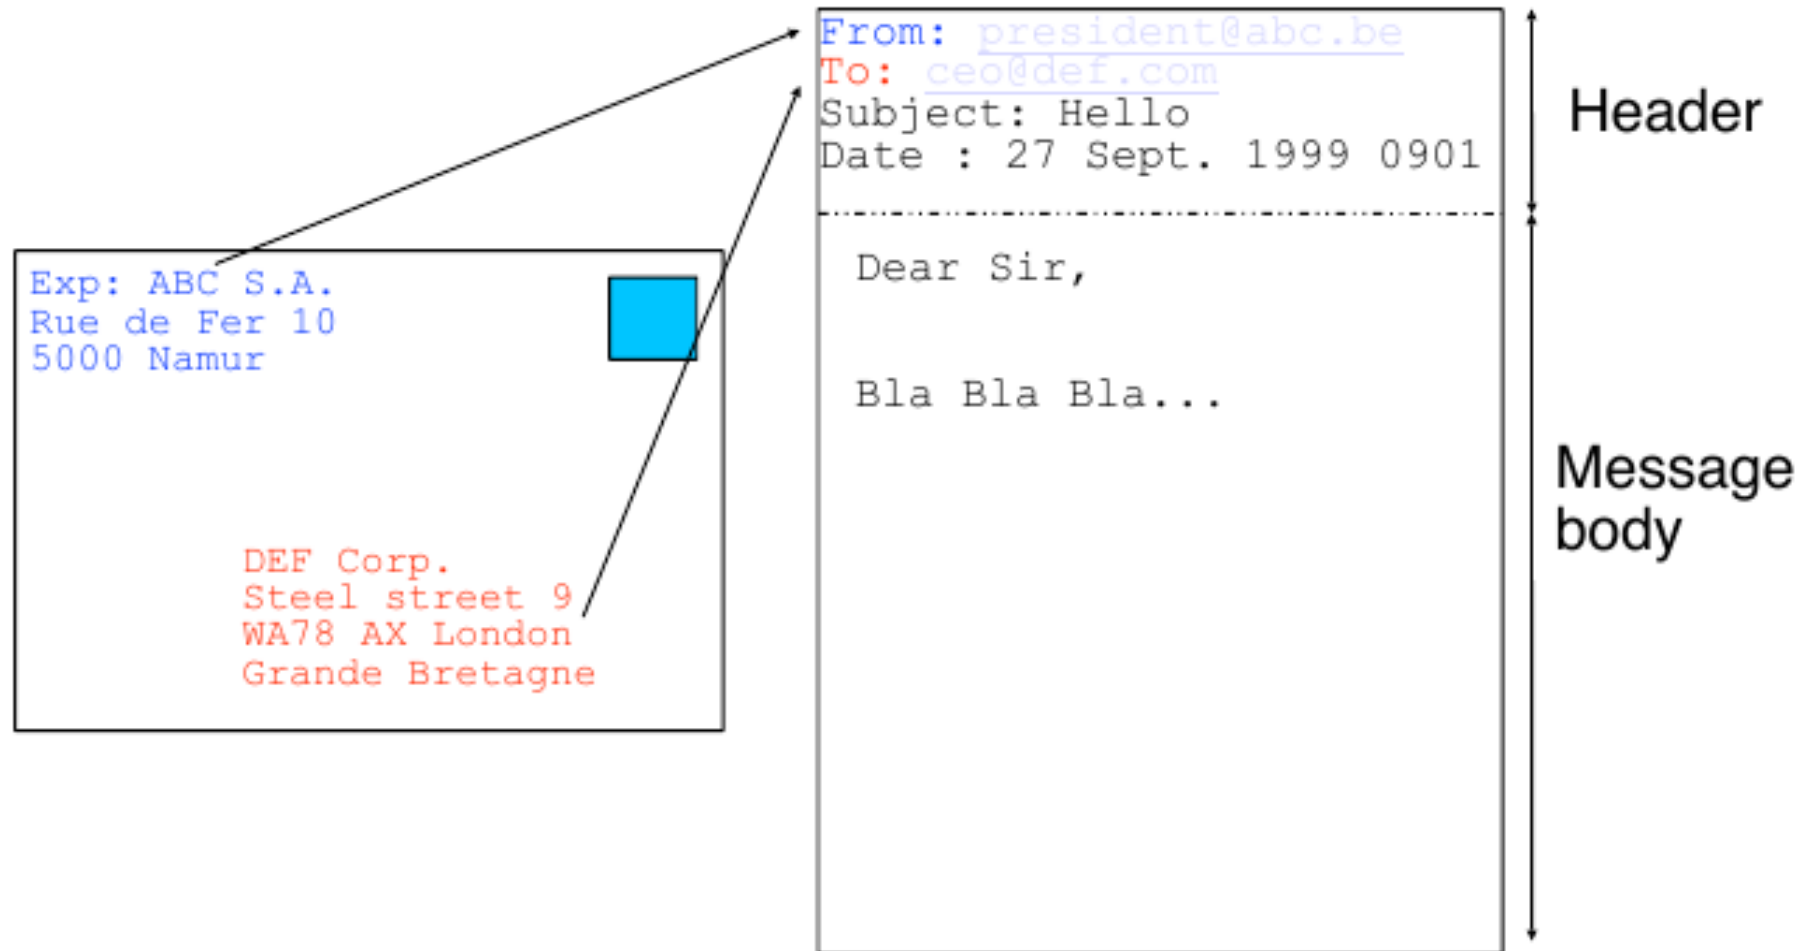 Exp: ABC S.A.
Rue de Fer 10
5000 Namur
DEF Corp.
Steel street 9
WA78 AX London
Grande Bretagne
From: president@abc.be
To: ceo@def.com
Subject: Hello
Date : 27 Sept. 1999 0901
Dear Sir,
Bla Bla Bla...
Header
Message
body